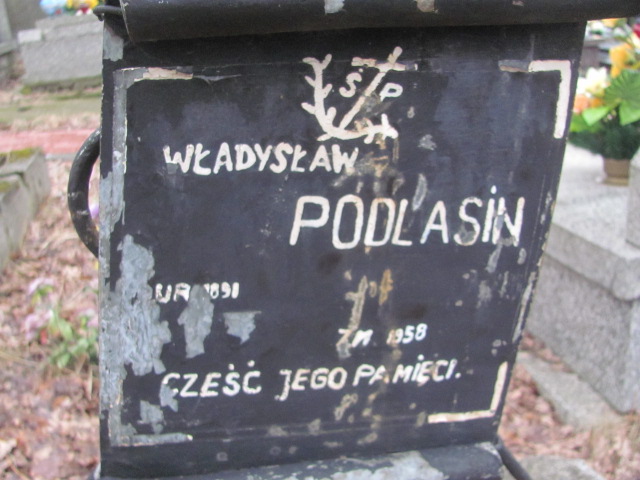 Ś P
WŁADYSŁAW
PODLASIN
UR 1891
ZM 1958
CZEŚĆ JEGO PAMIĘCI.